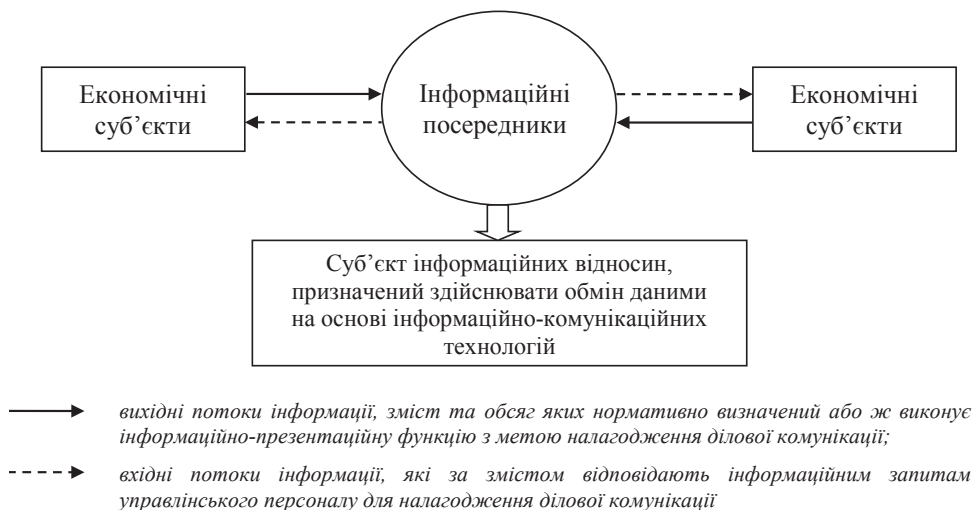 Економічні
суб’єкти
Інформаційні
посередники
Економічні
суб’єкти
Суб’єкт інформаційних відносин,
призначений здійснювати обмін даними
на основі інформаційно-комунікаційних
технологій
вихідні потоки інформації, зміст та обсяг яких нормативно визначений або ж виконує
інформаційно-презентаційну функцію з метою налагодження ділової комунікації;
вхідні потоки інформації, які за змістом відповідають інформаційним запитам
управлінського персоналу для налагодження ділової комунікації